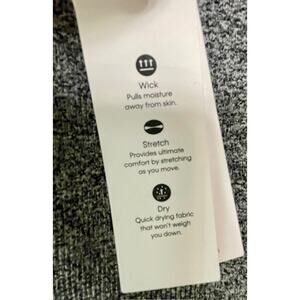 Wick
Pulls moisture
away from skin.
Stretch
Provides ultimate
comfort by stretching
as you move.
Dry
Quick drying fabric
that won't weigh
you down.